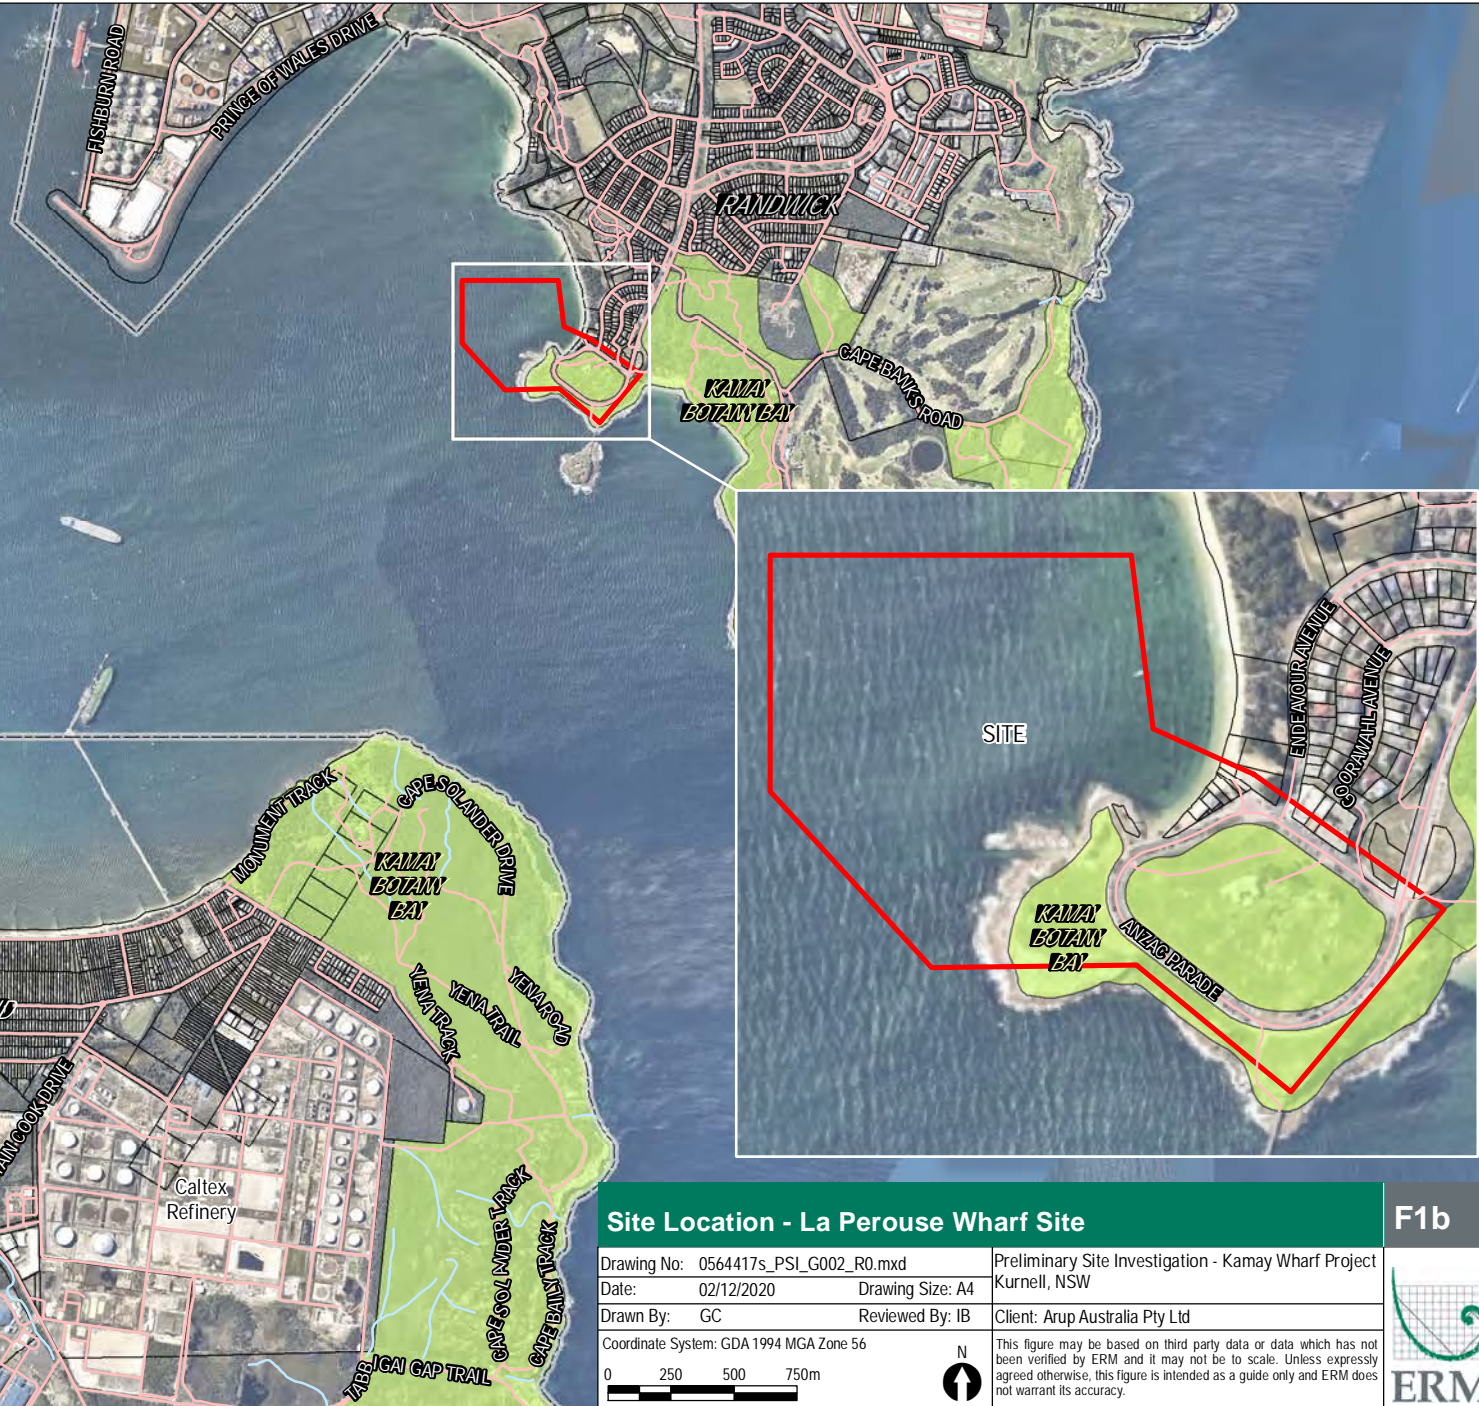 FISHBURN ROAD
PRINCE OF WALES DRIVE
RANDWICK
CAPE BANKS ROAD
KAMAY
BOTANY BAY
SITE
ENDEAVOUR AVENUE
GOORAWAHL AVENUE
KAMAY
BOTANY
BAY
ANZAC PARADE
MONUMENT TRACK
CAPE SOLANDER DRIVE
KAMAY
BOTANY
BAY
YENA TRACK
YENA TRAIL
YENA ROAD
AIN COOK DRIVE
Caltex
Refinery
CAPE SOLANDER TRACK
CAPE BAILY TRACK
TABBIGAI GAP TRAIL
Site Location - La Perouse Wharf Site
F1b
Drawing No: 0564417s_PSI_G002_R0.mxd
Date: 02/12/2020 Drawing Size: A4
Drawn By: GC Reviewed By: IB
Coordinate System: GDA 1994 MGA Zone 56
0 250 500 750m
N
Preliminary Site Investigation - Kamay Wharf Project
Kurnell, NSW
Client: Arup Australia Pty Ltd
This figure may be based on third party data or data which has not
been verified by ERM and it may not be to scale. Unless expressly
agreed otherwise, this figure is intended as a guide only and ERM does
not warrant its accuracy.
ERM